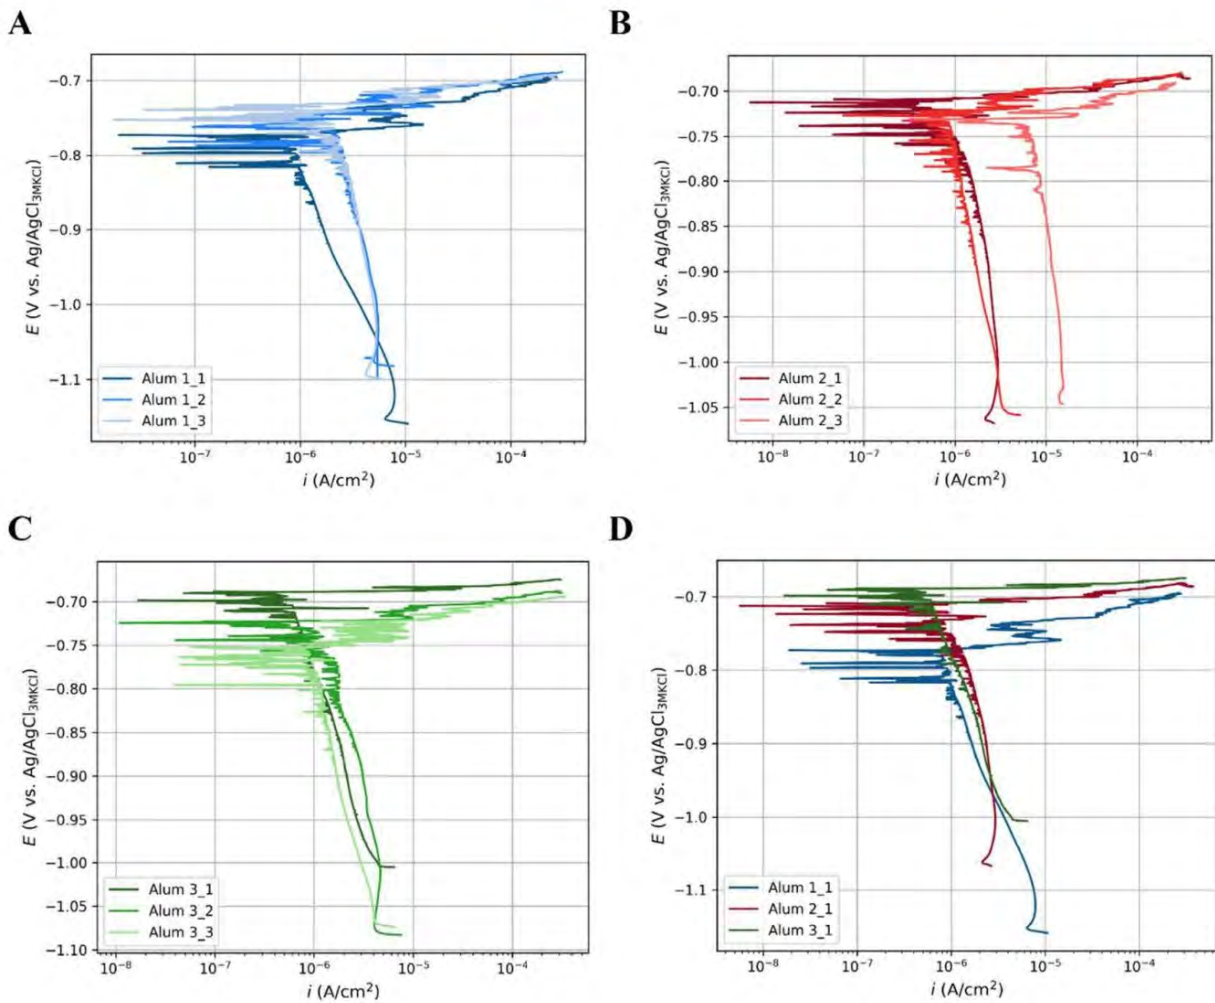 A
−0.7
−0.8
−0.9
−1.0
−1.1
E (V vs. Ag/AgCl3MKCl)
Alum 1_1
Alum 1_2
Alum 1_3
10−7
10−6
10−5
10−4
i (A/cm2)
B
−0.70
−0.75
−0.80
−0.85
−0.90
−0.95
−1.00
−1.05
E (V vs. Ag/AgCl3MKCl)
Alum 2_1
Alum 2_2
Alum 2_3
10−8
10−7
10−6
10−5
10−4
i (A/cm2)
C
−0.70
−0.75
−0.80
−0.85
−0.90
−0.95
−1.00
−1.05
−1.10
E (V vs. Ag/AgCl3MKCl)
Alum 3_1
Alum 3_2
Alum 3_3
10−8
10−7
10−6
10−5
10−4
i (A/cm2)
D
−0.7
−0.8
−0.9
−1.0
−1.1
E (V vs. Ag/AgCl3MKCl)
Alum 1_1
Alum 2_1
Alum 3_1
10−8
10−7
10−6
10−5
10−4
i (A/cm2)